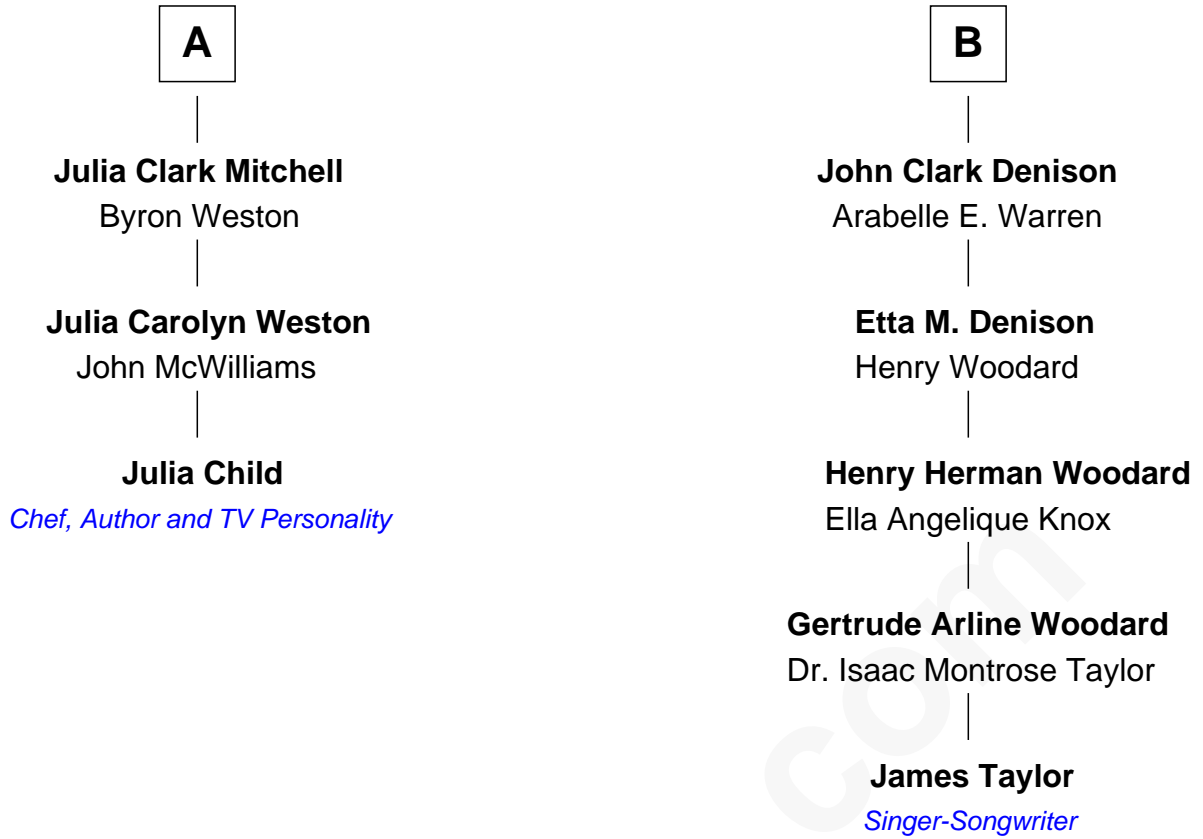 A
Julia Clark Mitchell
Byron Weston
Julia Carolyn Weston
John McWilliams
Julia Child
Chef, Author and TV Personality
B
John Clark Denison
Arabelle E. Warren
Etta M. Denison
Henry Woodard
Henry Herman Woodard
Ella Angelique Knox
Gertrude Arline Woodard
Dr. Isaac Montrose Taylor
James Taylor
Singer-Songwriter
com